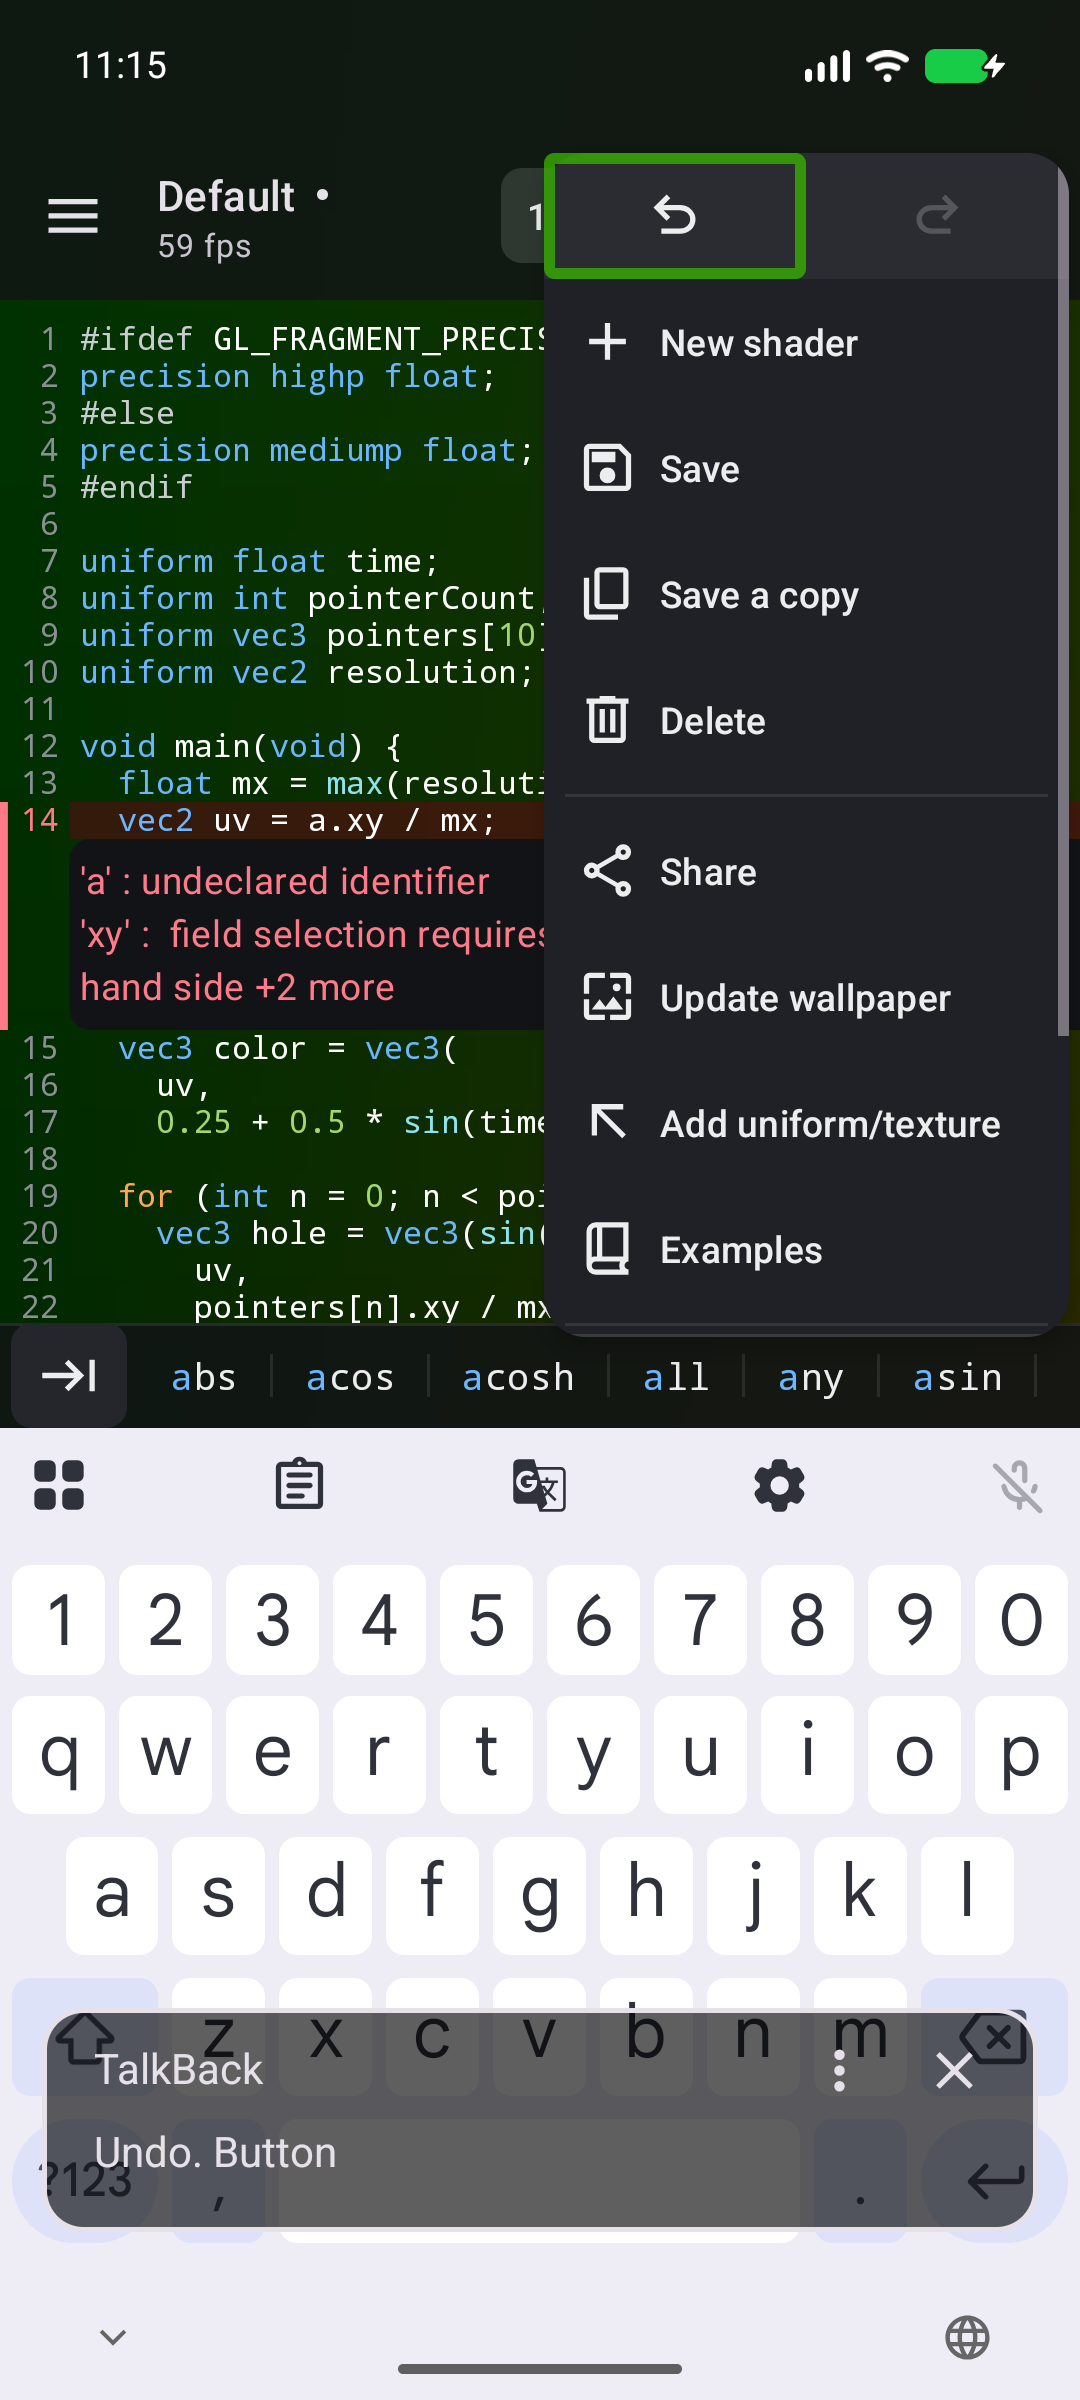 11:15
Default •
59 fps
1
New shader
Save
Save a copy
Delete
Share
Update wallpaper
Add uniform/texture
Examples
1 #ifdef GL_FRAGMENT_PRECIS
2 precision highp float;
3 #else
4 precision mediump float;
5 #endif
6
7 uniform float time;
8 uniform int pointerCount
9 uniform vec3 pointers[10]
10 uniform vec2 resolution;
11
12 void main(void) {
13 float mx = max(resoluti
14 vec2 uv = a.xy / mx;
'a' : undeclared identifier
'xy' : field selection requires
hand side +2 more
15 vec3 color = vec3(
16 uv,
17 0.25 + 0.5 * sin(time
18
19 for (int n = 0; n < poi
20 vec3 hole = vec3(sin(
21 uv,
22 pointers[n].xy / mx
abs acos acosh all any asin
G 文
1 2 3 4 5 6 7 8 9 0
q w e r t y u i o p
a s d f g h j k l
z x c v b n m
TalkBack
Undo. Button
?123 , .